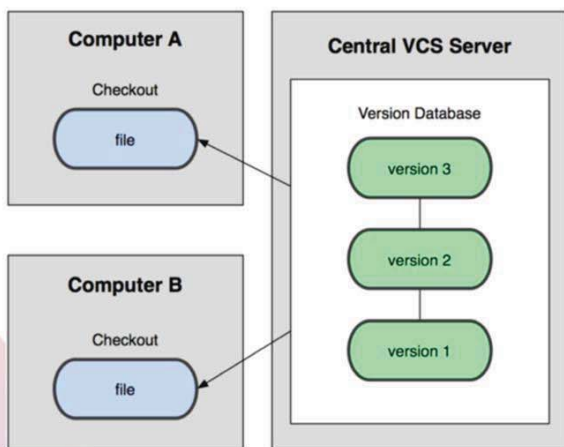 Computer A
Checkout
file
Computer B
Checkout
file
Central VCS Server
Version Database
version 3
version 2
version 1